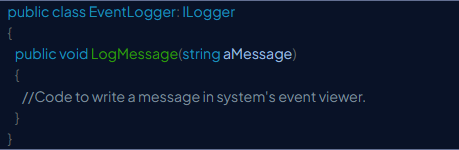 public class EventLogger: ILogger
{
public void LogMessage(string aMessage)
{
//Code to write a message in system's event viewer.
}
}